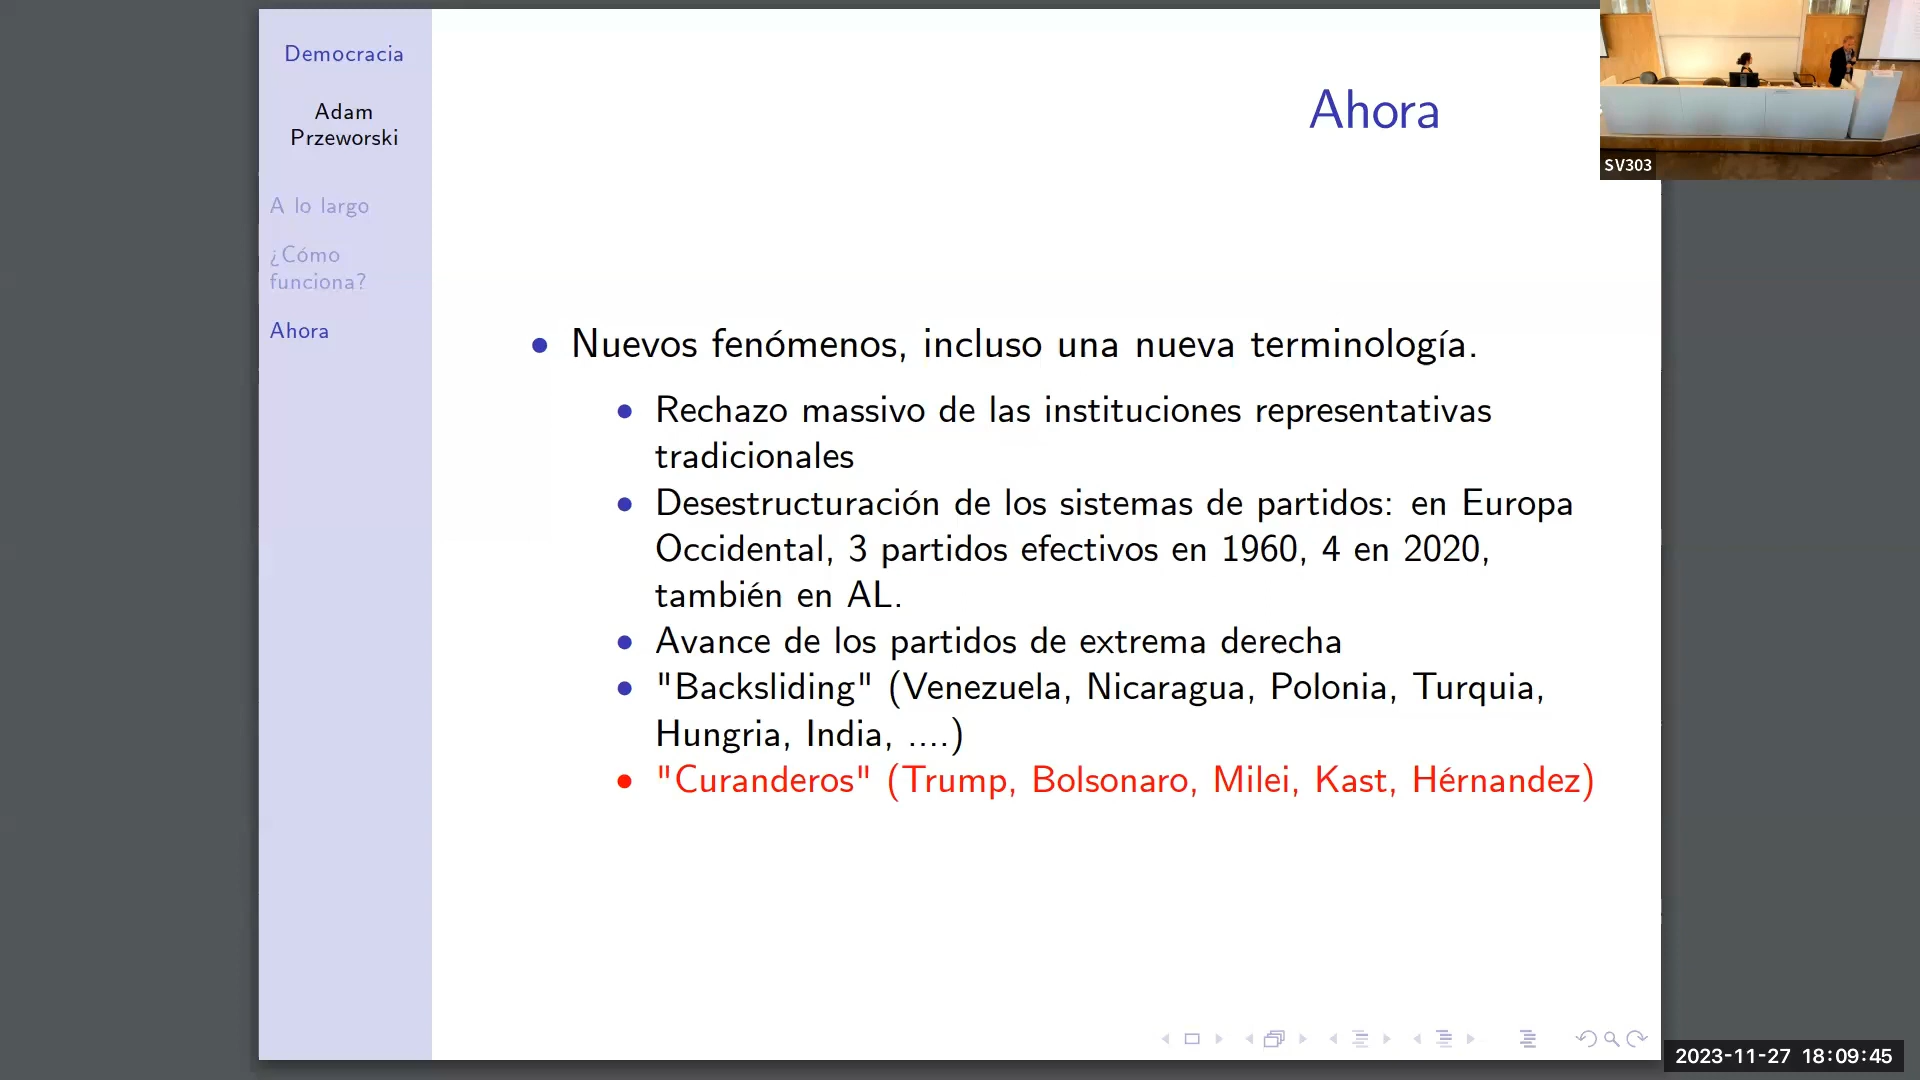 Democracia
Adam
Przeworski
A lo largo
¿Cómo
funciona?
Ahora
Ahora
SV303
• Nuevos fenómenos, incluso una nueva terminología.
• Rechazo massivo de las instituciones representativas
tradicionales
• Desestructuración de los sistemas de partidos: en Europa
Occidental, 3 partidos efectivos en 1960, 4 en 2020,
también en AL.
• Avance de los partidos de extrema derecha
• "Backsliding" (Venezuela, Nicaragua, Polonia, Turquia,
Hungria, India, ....)
• "Curanderos" (Trump, Bolsonaro, Milei, Kast, Hérnandez)
2023-11-27 18:09:45